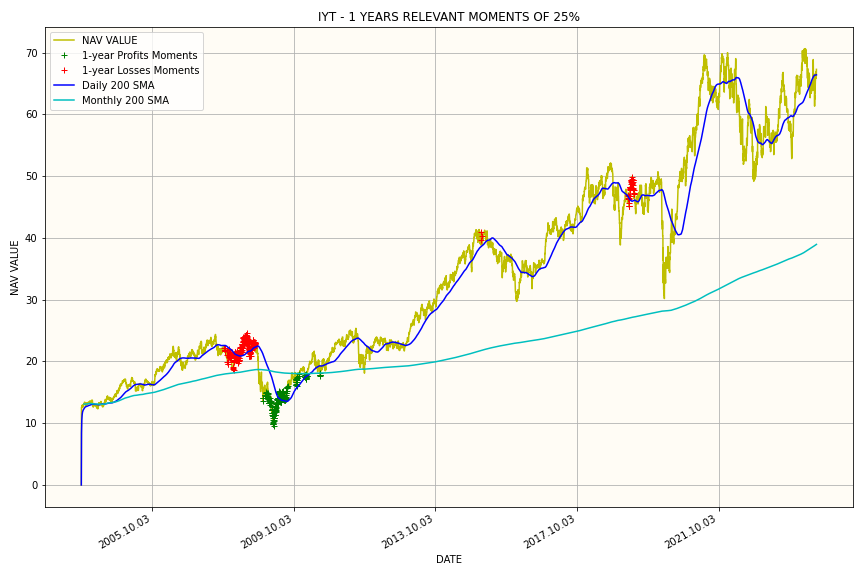 IYT - 1 YEARS RELEVANT MOMENTS OF 25%
NAV VALUE
1-year Profits Moments
1-year Losses Moments
Daily 200 SMA
Monthly 200 SMA
NAV VALUE
70
60
50
40
30
20
10
0
2005.10.03
2009.10.03
2013.10.03
2017.10.03
2021.10.03
DATE